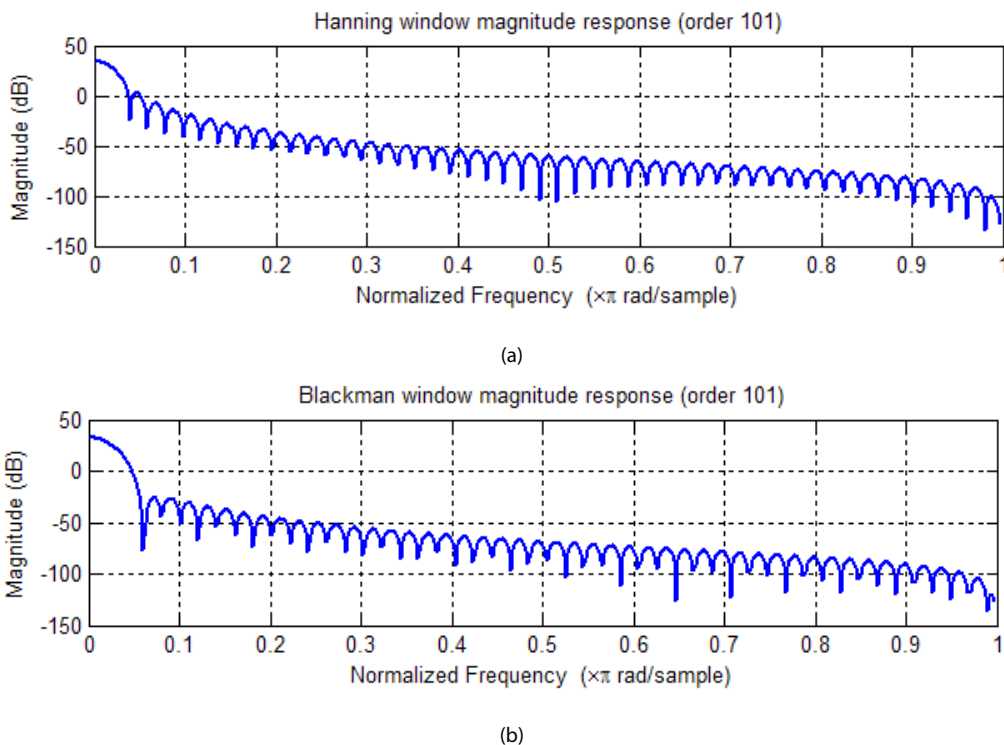 Hanning window magnitude response (order 101)
Magnitude (dB)
50
0
-50
-100
-150
0 0.1 0.2 0.3 0.4 0.5 0.6 0.7 0.8 0.9 1
Normalized Frequency (×π rad/sample)
(a)
Blackman window magnitude response (order 101)
Magnitude (dB)
50
0
-50
-100
-150
0 0.1 0.2 0.3 0.4 0.5 0.6 0.7 0.8 0.9 1
Normalized Frequency (×π rad/sample)
(b)